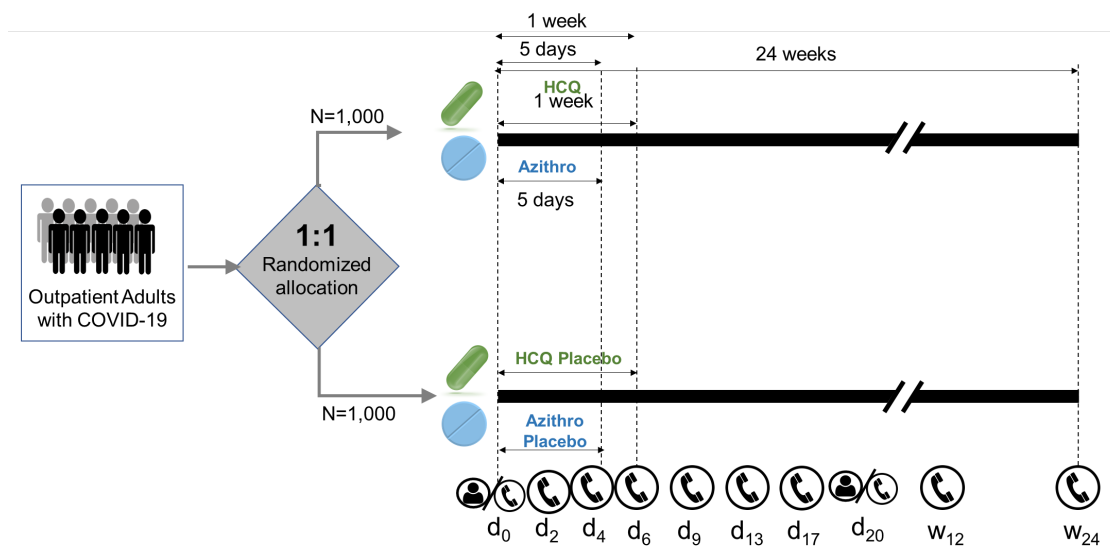 1 week
5 days
24 weeks
HCQ
1 week
N=1,000
Azithro
5 days
1:1
Randomized
allocation
Outpatient Adults
with COVID-19
HCQ Placebo
N=1,000
Azithro
Placebo
d0 d2 d4 d6 d9 d13 d17 d20 w12 w24